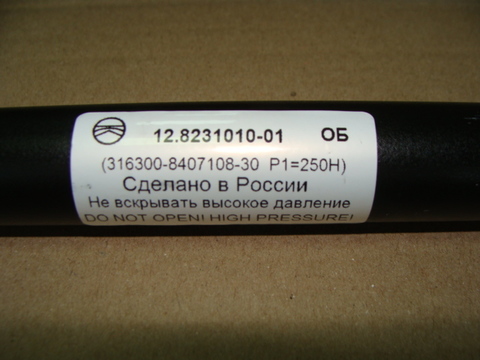 12.8231010-01 ОБ
(316300-8407108-30 P1=250H)
Сделано в России
Не вскрывать высокое давление
DO NOT OPEN! HIGH PRESSURE!